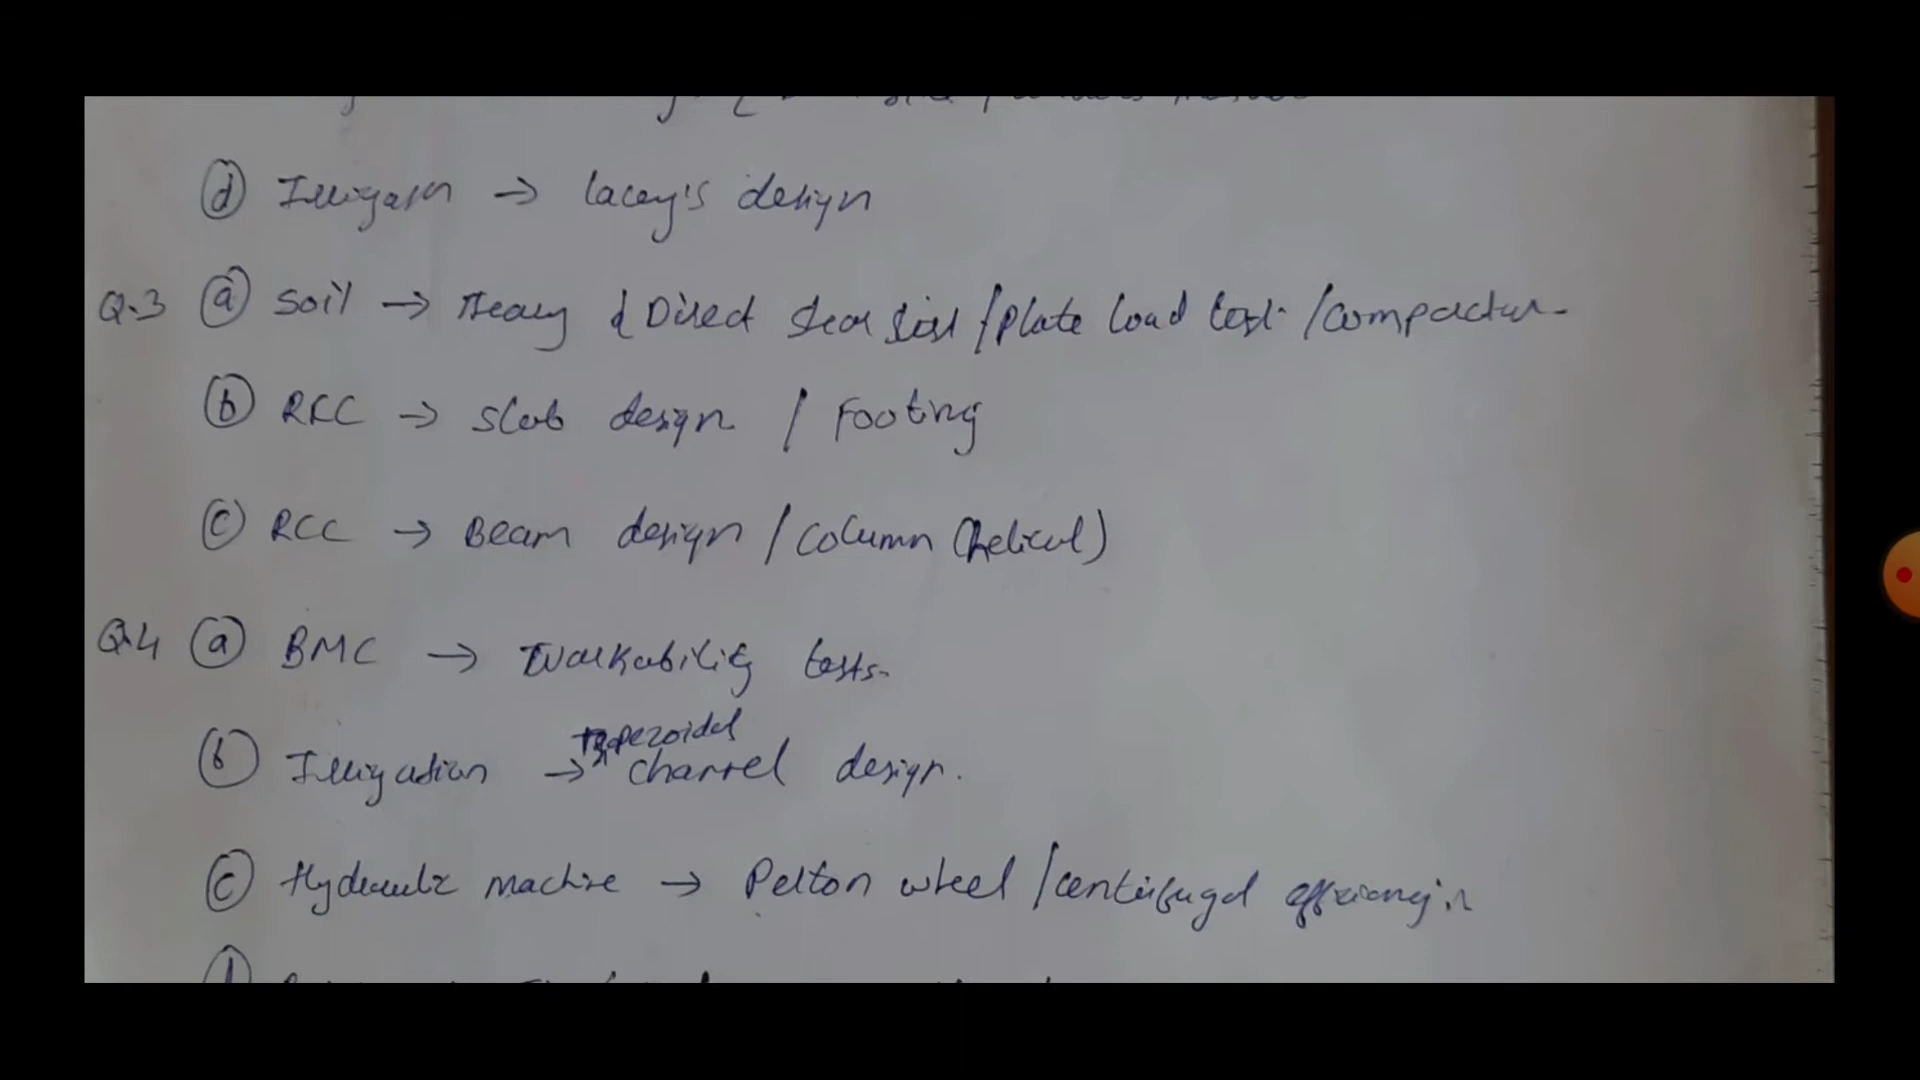 (d) Irrigation → Lacey's design
Q.3 (a) Soil → Theory { Direct shear test / Plate load test / Compaction
(b) RCC → Slab design / Footing
(c) RCC → Beam design / Column (helical)
Q.4 (a) BMC → Workability tests.
trapezoidal
(b) Irrigation → channel design.
(c) Hydraulic machine → Pelton wheel / centrifugal efficiency